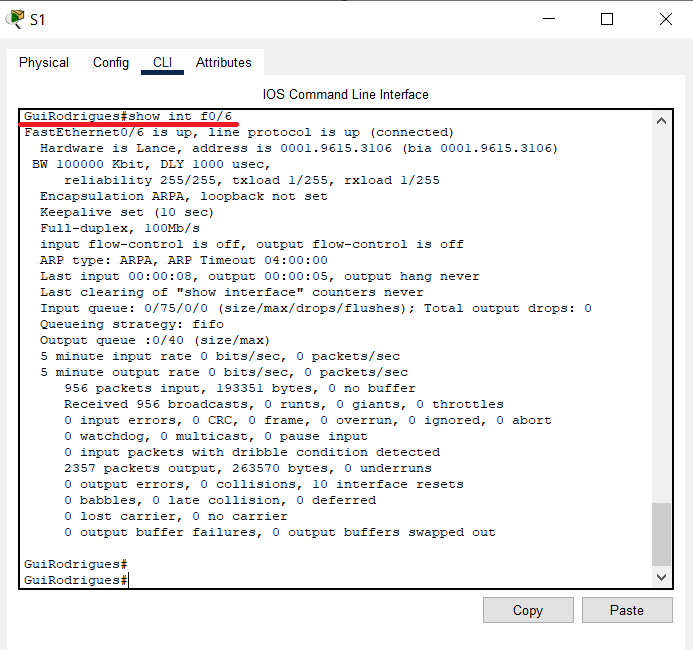 S1
Physical Config CLI Attributes
IOS Command Line Interface
GuiRodrigues#show int f0/6
FastEthernet0/6 is up, line protocol is up (connected)
Hardware is Lance, address is 0001.9615.3106 (bia 0001.9615.3106)
BW 100000 Kbit, DLY 1000 usec,
reliability 255/255, txload 1/255, rxload 1/255
Encapsulation ARPA, loopback not set
Keepalive set (10 sec)
Full-duplex, 100Mb/s
input flow-control is off, output flow-control is off
ARP type: ARPA, ARP Timeout 04:00:00
Last input 00:00:08, output 00:00:05, output hang never
Last clearing of "show interface" counters never
Input queue: 0/75/0/0 (size/max/drops/flushes); Total output drops: 0
Queueing strategy: fifo
Output queue :0/40 (size/max)
5 minute input rate 0 bits/sec, 0 packets/sec
5 minute output rate 0 bits/sec, 0 packets/sec
956 packets input, 193351 bytes, 0 no buffer
Received 956 broadcasts, 0 runts, 0 giants, 0 throttles
0 input errors, 0 CRC, 0 frame, 0 overrun, 0 ignored, 0 abort
0 watchdog, 0 multicast, 0 pause input
0 input packets with dribble condition detected
2357 packets output, 263570 bytes, 0 underruns
0 output errors, 0 collisions, 10 interface resets
0 babbles, 0 late collision, 0 deferred
0 lost carrier, 0 no carrier
0 output buffer failures, 0 output buffers swapped out
GuiRodrigues#
GuiRodrigues#
Copy Paste